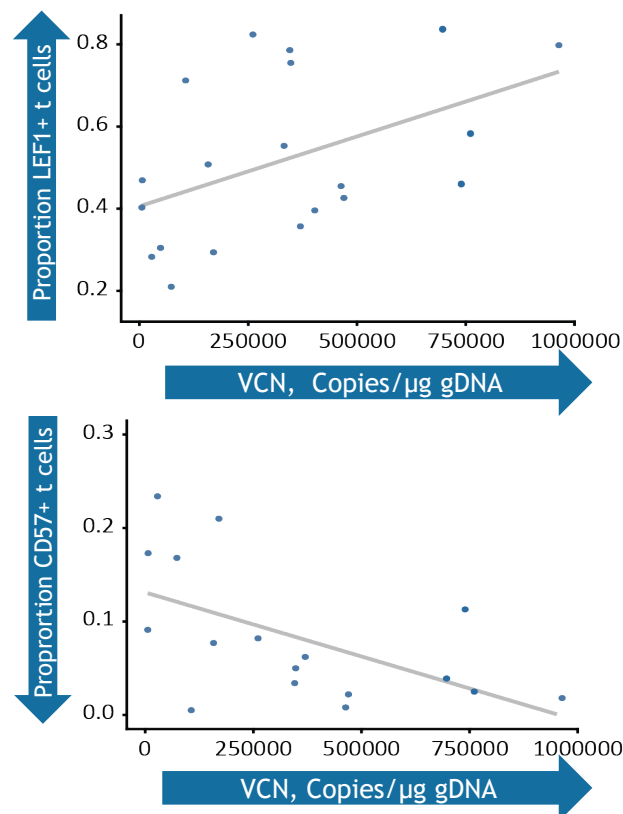 Proportion LEF1+ t cells
0.8
0.6
0.4
0.2
0 250000 500000 750000 1000000
VCN, Copies/µg gDNA
Proprortion CD57+ t cells
0.3
0.2
0.1
0.0
0 250000 500000 750000 1000000
VCN, Copies/µg gDNA